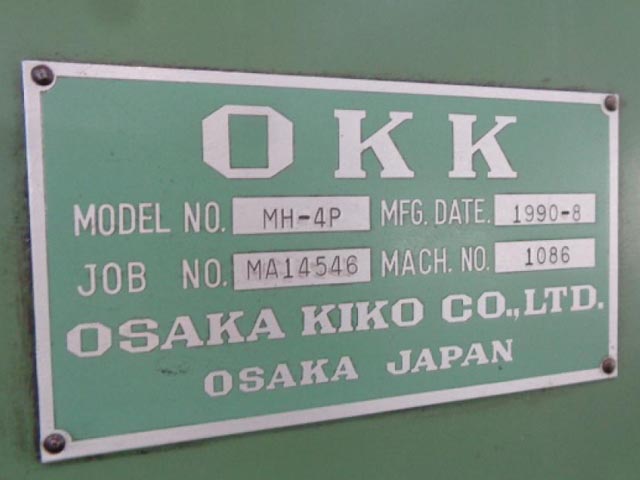 OKK
MODEL NO. MH-4P MFG. DATE. 1990-8
JOB NO. MA14546 MACH. NO. 1086
OSAKA KIKO CO., LTD.
OSAKA JAPAN